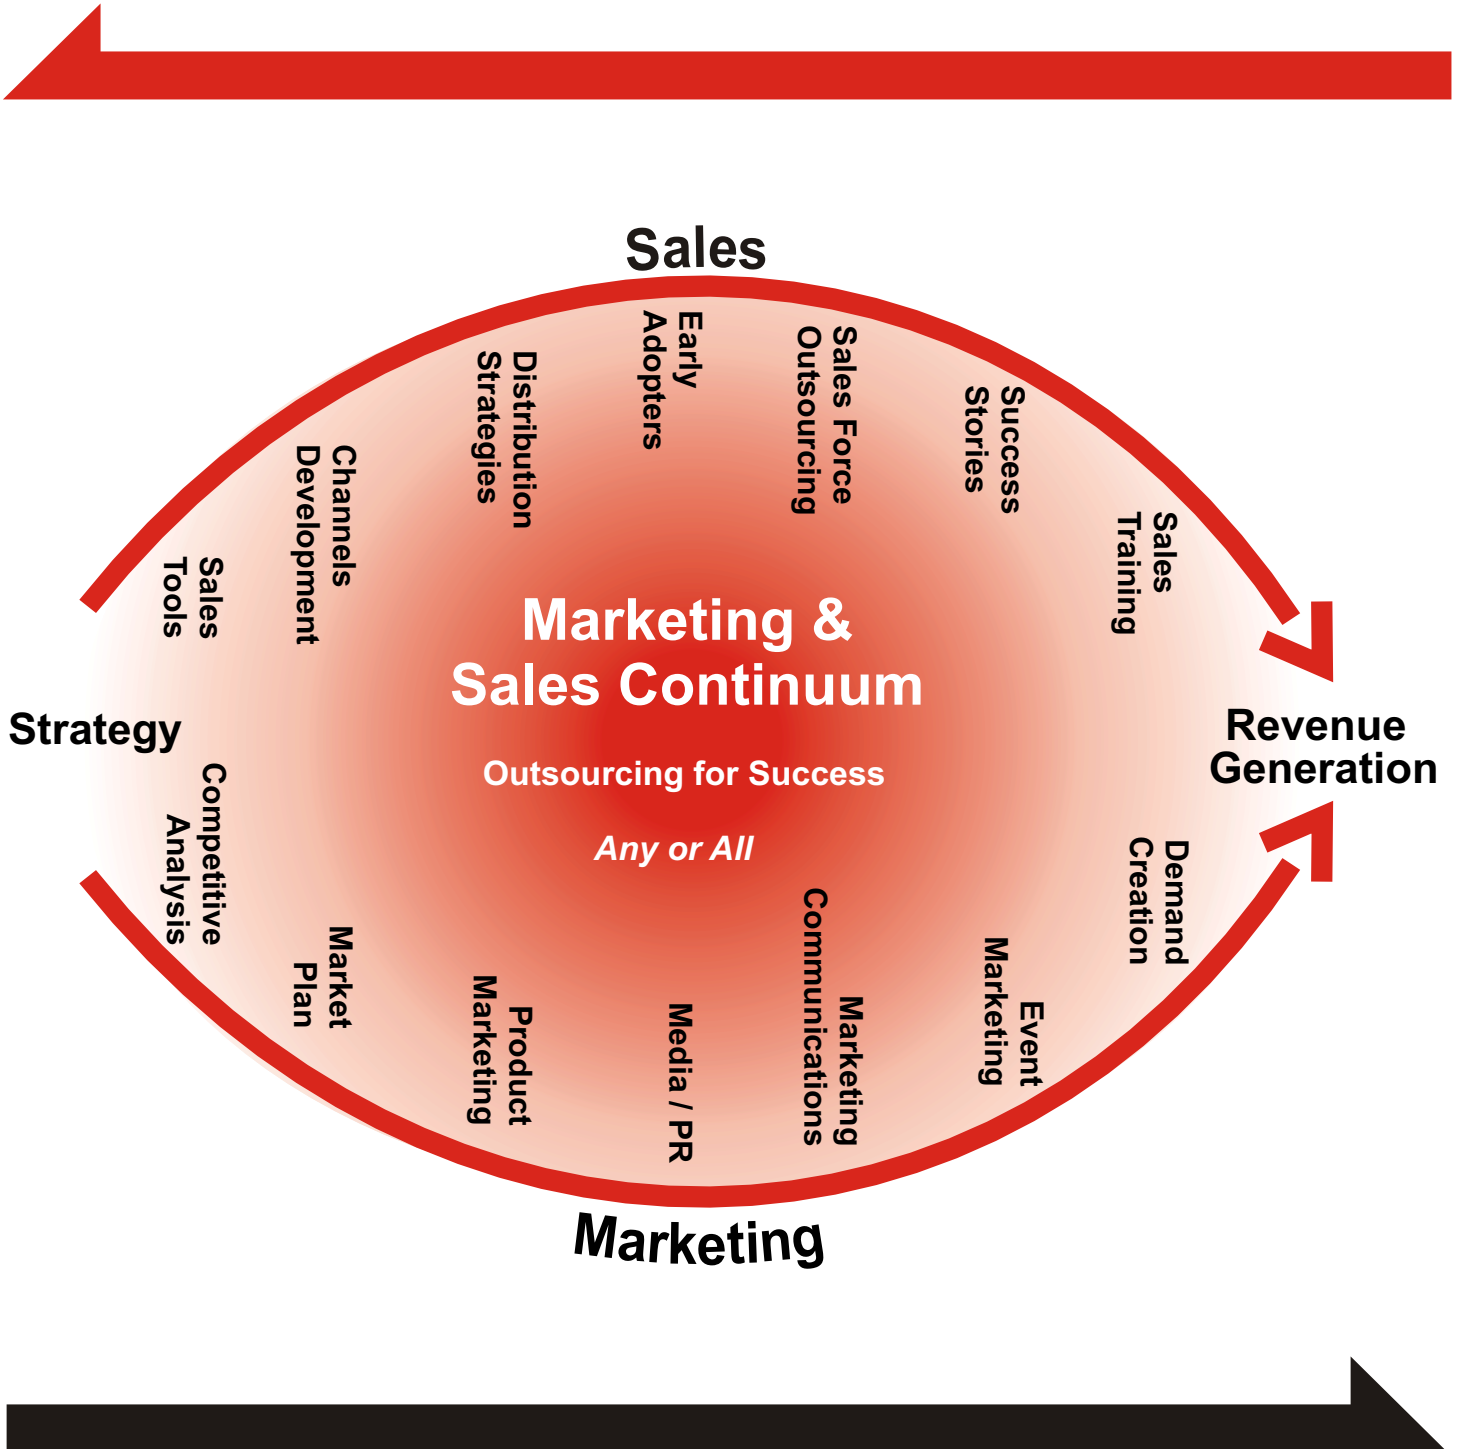 Sales
Sales
Tools
Channels
Development
Distribution
Strategies
Early
Adopters
Sales Force
Outsourcing
Success
Stories
Sales
Training
Marketing &
Sales Continuum
Outsourcing for Success
Any or All
Strategy
Revenue
Generation
Competitive
Analysis
Market
Plan
Product
Marketing
Media / PR
Marketing
Communications
Event
Marketing
Demand
Creation
Marketing